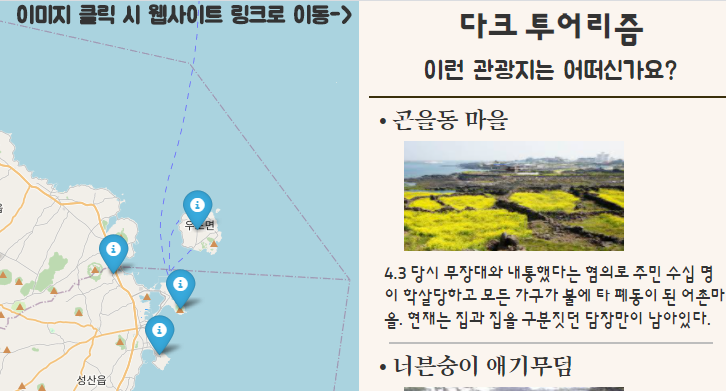 이미지 클릭 시 웹사이트 링크로 이동->
우도면
읍
성산읍
다크 투어리즘
이런 관광지는 어떠신가요?
• 곤을동 마을
4.3 당시 무장대와 내통했다는 혐의로 주민 수십 명
이 학살당하고 모든 가구가 불에 타 폐동이 된 어촌마
을. 현재는 집과 집을 구분짓던 담장만이 남아있다.
• 너븐숭이 애기무덤